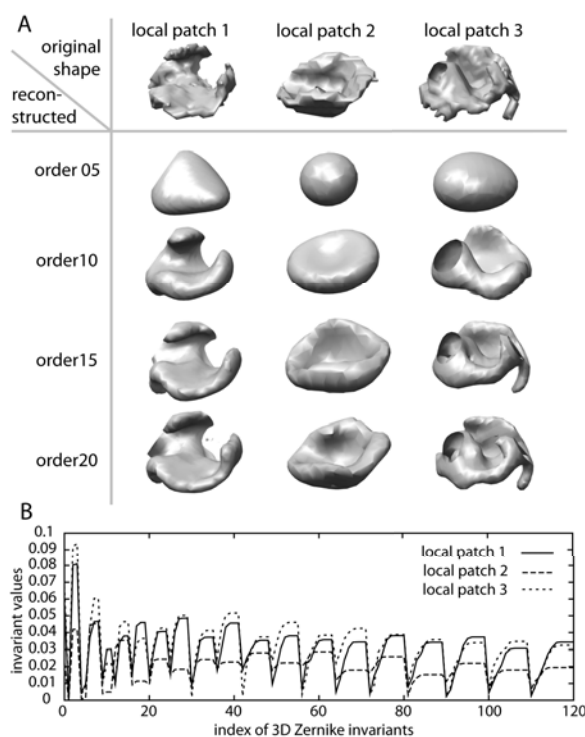 A
local patch 1 local patch 2 local patch 3
original
shape
recon-
structed
order 05
order10
order15
order20
B
0.1
0.09
0.08
0.07
0.06
0.05
0.04
0.03
0.02
0.01
0
invariant values
local patch 1
local patch 2
local patch 3
0 20 40 60 80 100 120
index of 3D Zernike invariants